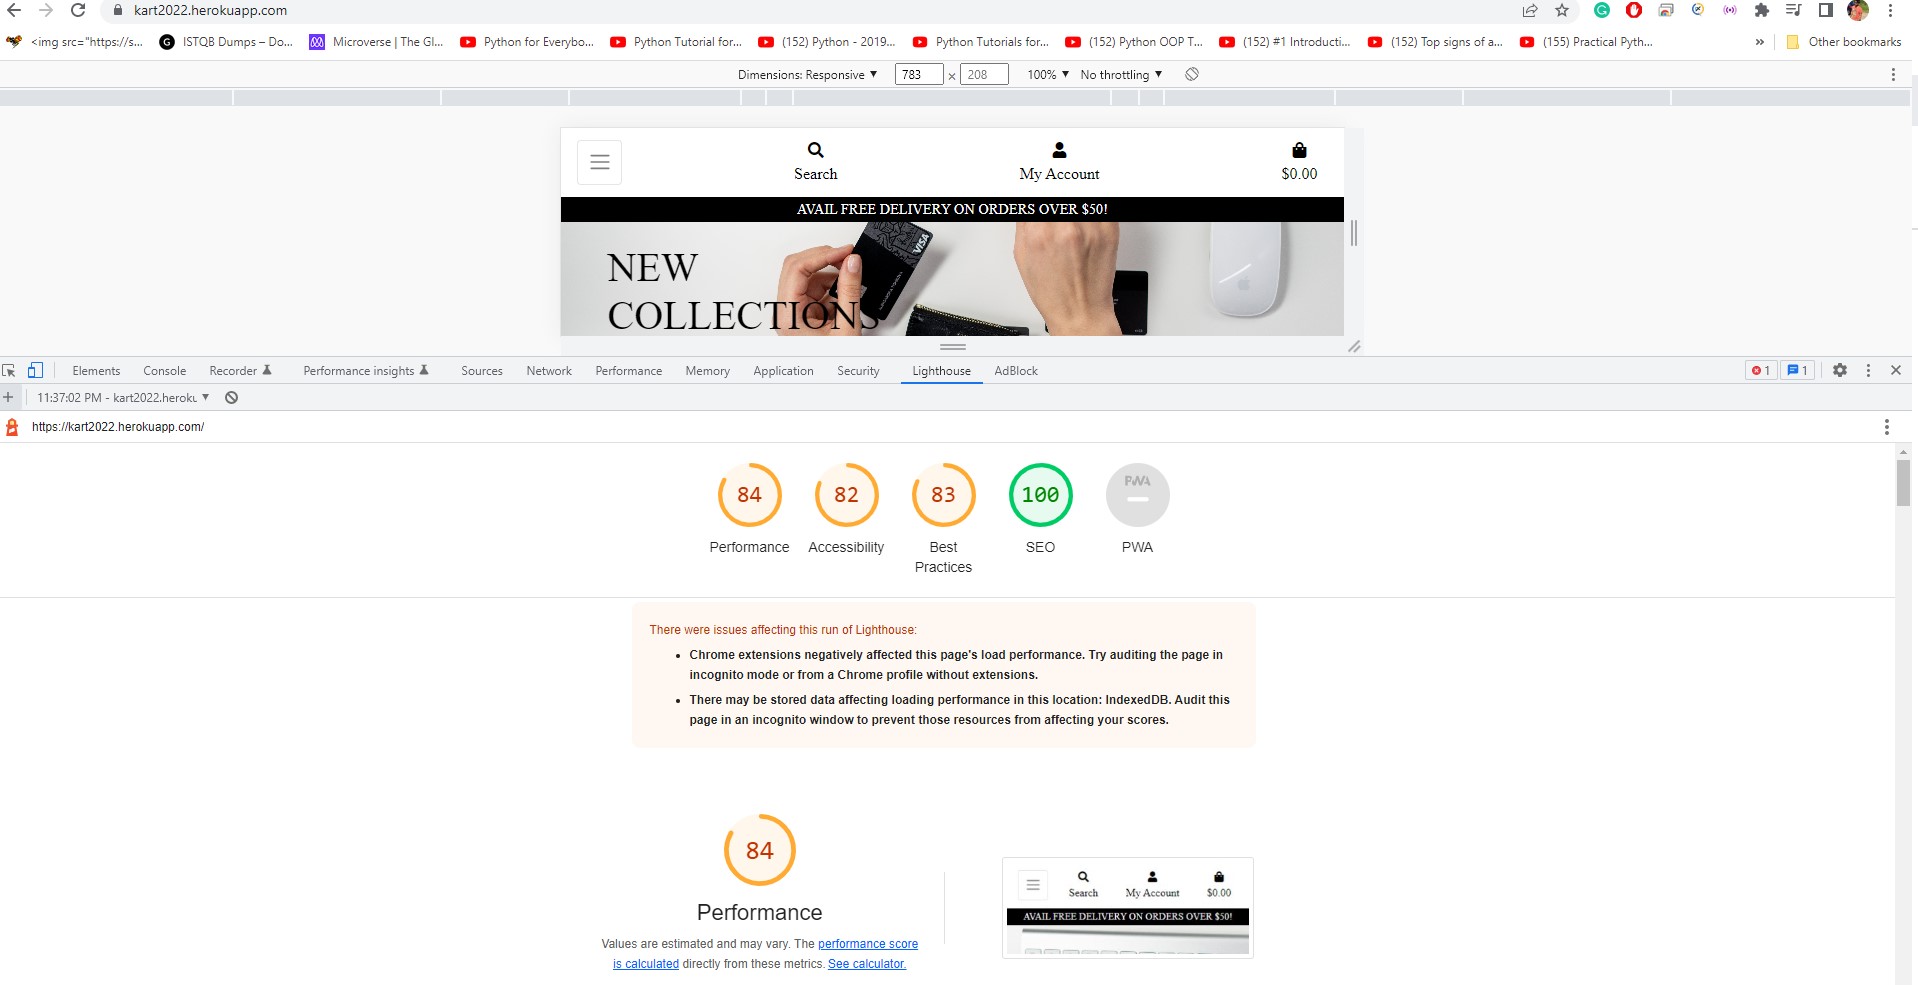 kart2022.herokuapp.com
<img src="https://s... ISTQB Dumps – Do... Microverse | The Gl... Python for Everybo... Python Tutorial for... (152) Python - 2019... Python Tutorials for... (152) Python OOP T... (152) #1 Introducti... (152) Top signs of a... (155) Practical Pyth... » Other bookmarks
Dimensions: Responsive ▼ 783 × 208 100% ▼ No throttling ▼
Search My Account $0.00
AVAIL FREE DELIVERY ON ORDERS OVER $50!
VISA
NEW
COLLECTIONS
Elements Console Recorder Performance insights Sources Network Performance Memory Application Security Lighthouse AdBlock 1 1
+ 11:37:02 PM - kart2022.heroku ▼
https://kart2022.herokuapp.com/
84 82 83 100 PWA
Performance Accessibility Best SEO PWA
Practices
There were issues affecting this run of Lighthouse:
• Chrome extensions negatively affected this page's load performance. Try auditing the page in
incognito mode or from a Chrome profile without extensions.
• There may be stored data affecting loading performance in this location: IndexedDB. Audit this
page in an incognito window to prevent those resources from affecting your scores.
84
Performance
Values are estimated and may vary. The performance score
is calculated directly from these metrics. See calculator.
Search My Account $0.00
AVAIL FREE DELIVERY ON ORDERS OVER $50!